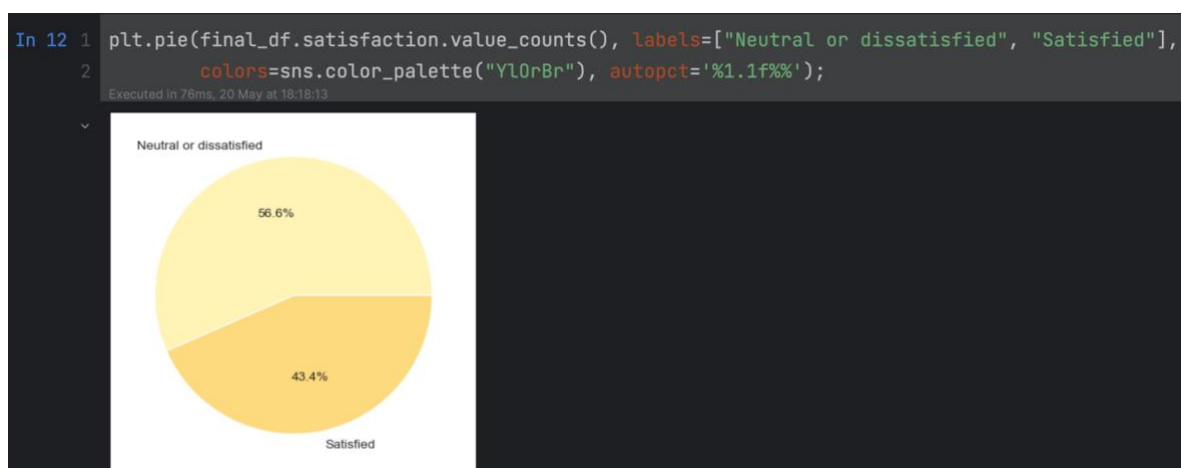 In 12 1 plt.pie(final_df.satisfaction.value_counts(), labels=["Neutral or dissatisfied", "Satisfied"],
2 colors=sns.color_palette("YlOrBr"), autopct='%1.1f%%');
Executed in 76ms, 20 May at 18:18:13
Neutral or dissatisfied
56.6%
43.4%
Satisfied